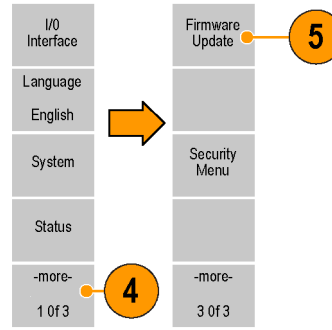 I/O
Interface
Language
English
System
Status
-more-
1 0f 3
4
Firmware
Update
5
Security
Menu
-more-
3 0f 3